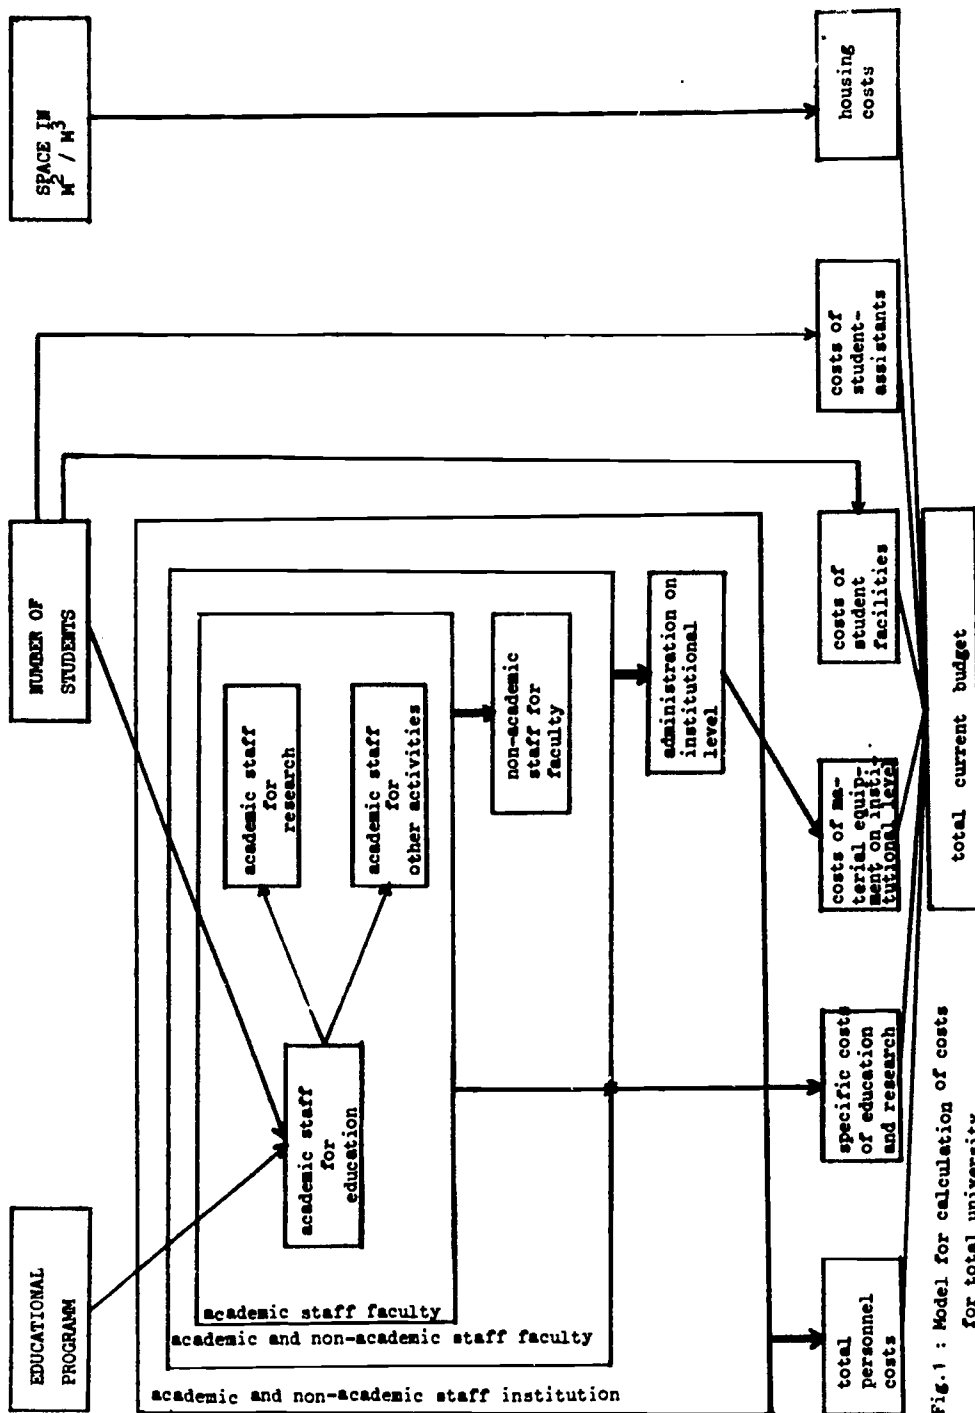 EDUCATIONAL
PROGRAMM
NUMBER OF
STUDENTS
SPACE IN
M² / M³
academic staff
for
education
academic staff
for
research
academic staff
for
other activities
academic staff faculty
non-academic
staff for
faculty
academic and non-academic staff faculty
administration on
institutional
level
academic and non-academic staff institution
total
personnel
costs
specific costs
of education
and research
costs of ma-
terial equip-
ment on insti-
tutional level
costs of
student
facilities
costs of
student-
assistants
housing
costs
total current budget
Fig.1 : Model for calculation of costs
for total university